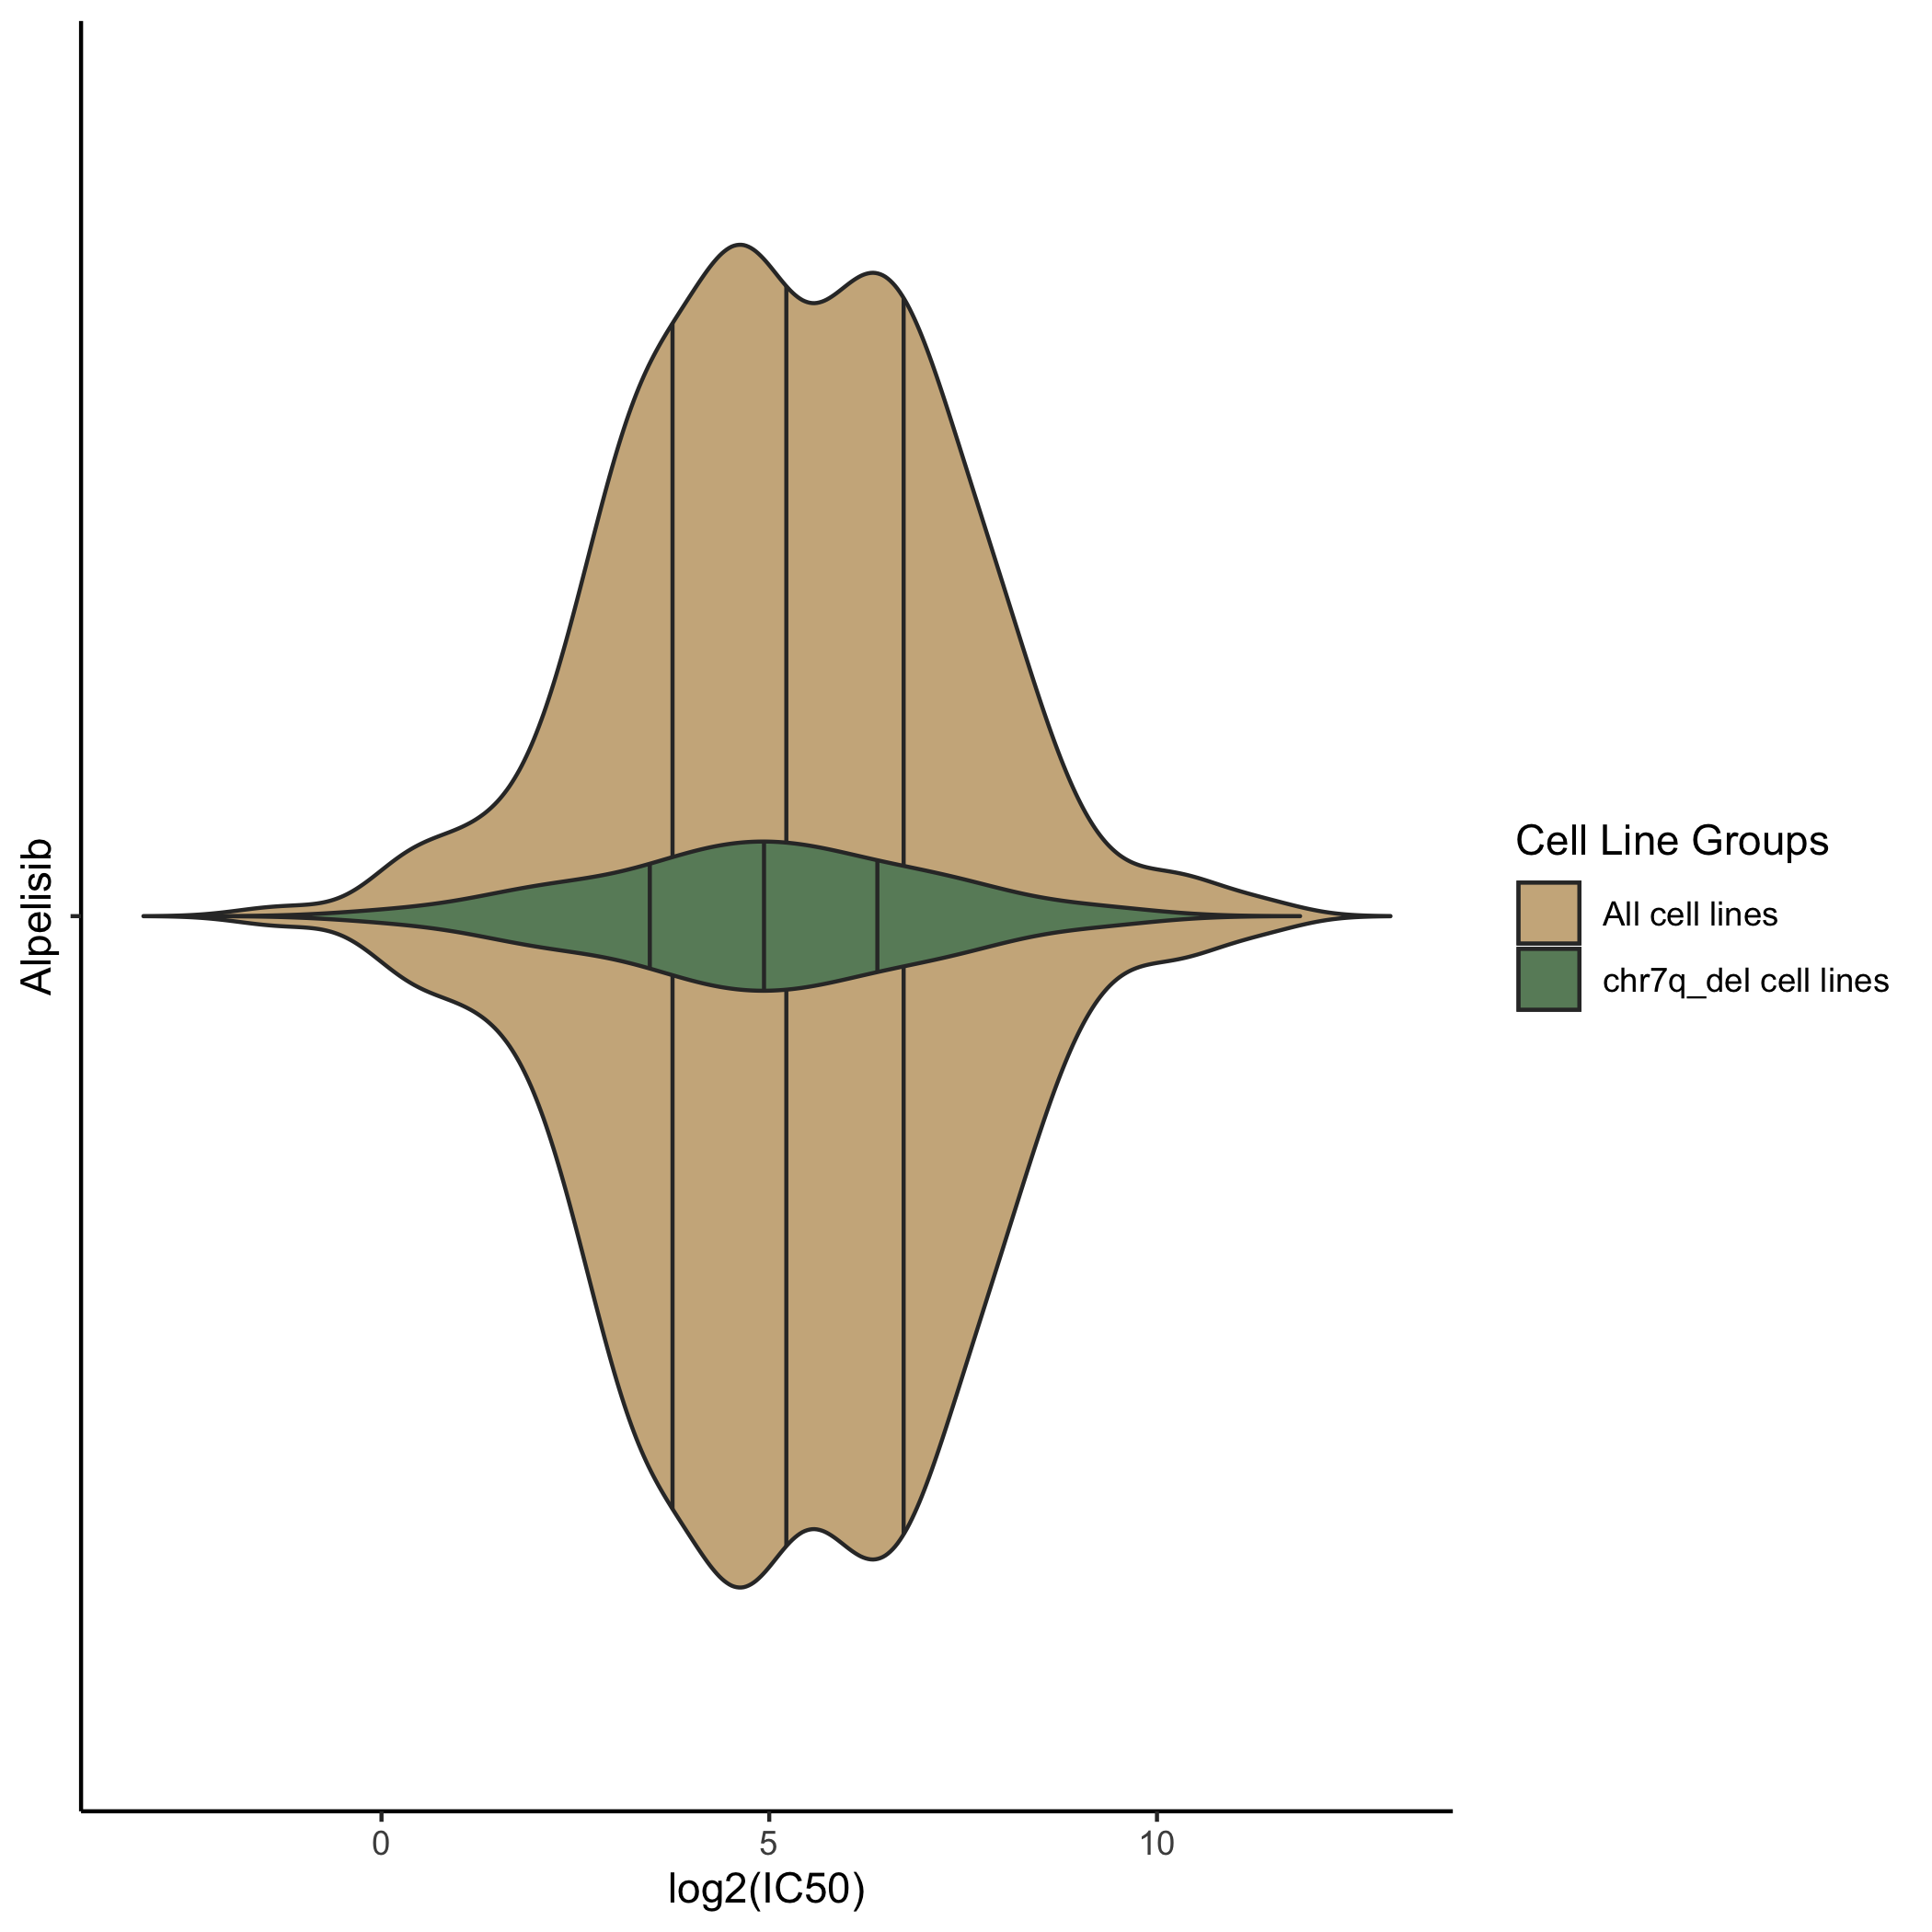 Alpelisib
0
5
10
log2(IC50)
Cell Line Groups
All cell lines
chr7q_del cell lines